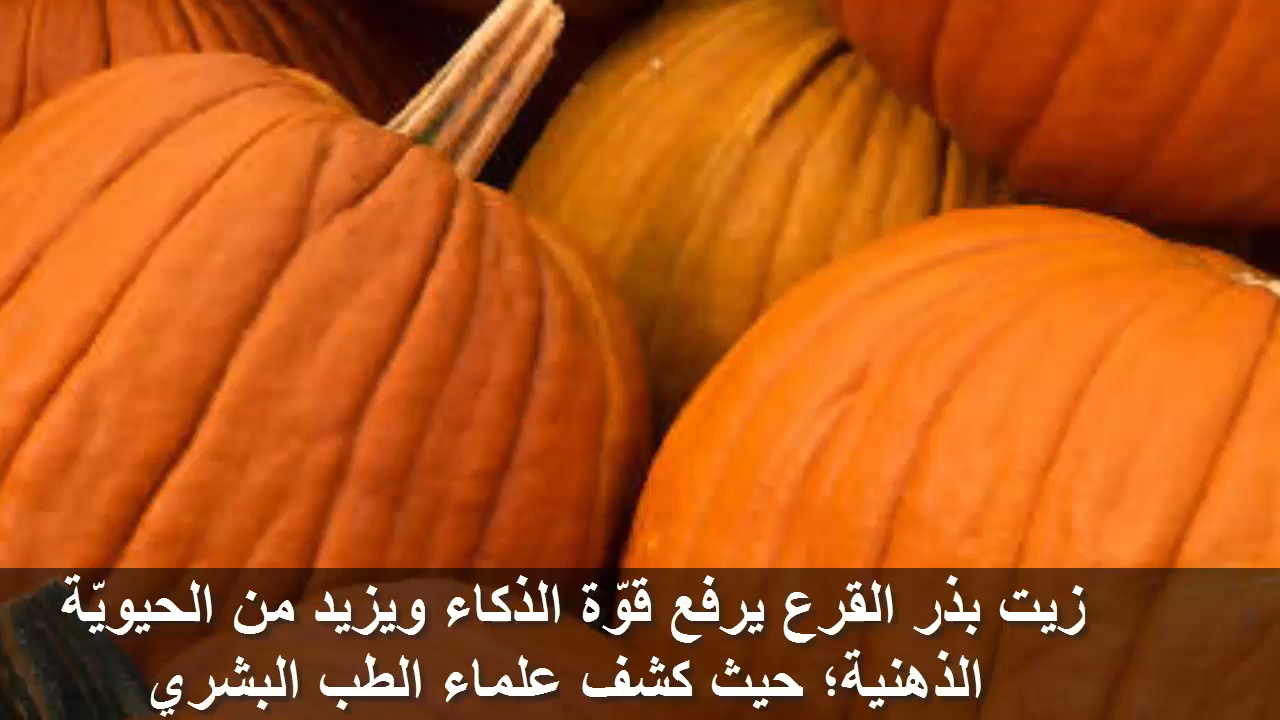 زيت بذر القرع يرفع قوّة الذكاء ويزيد من الحيويّة
الذهنية؛ حيث كشف علماء الطب البشري